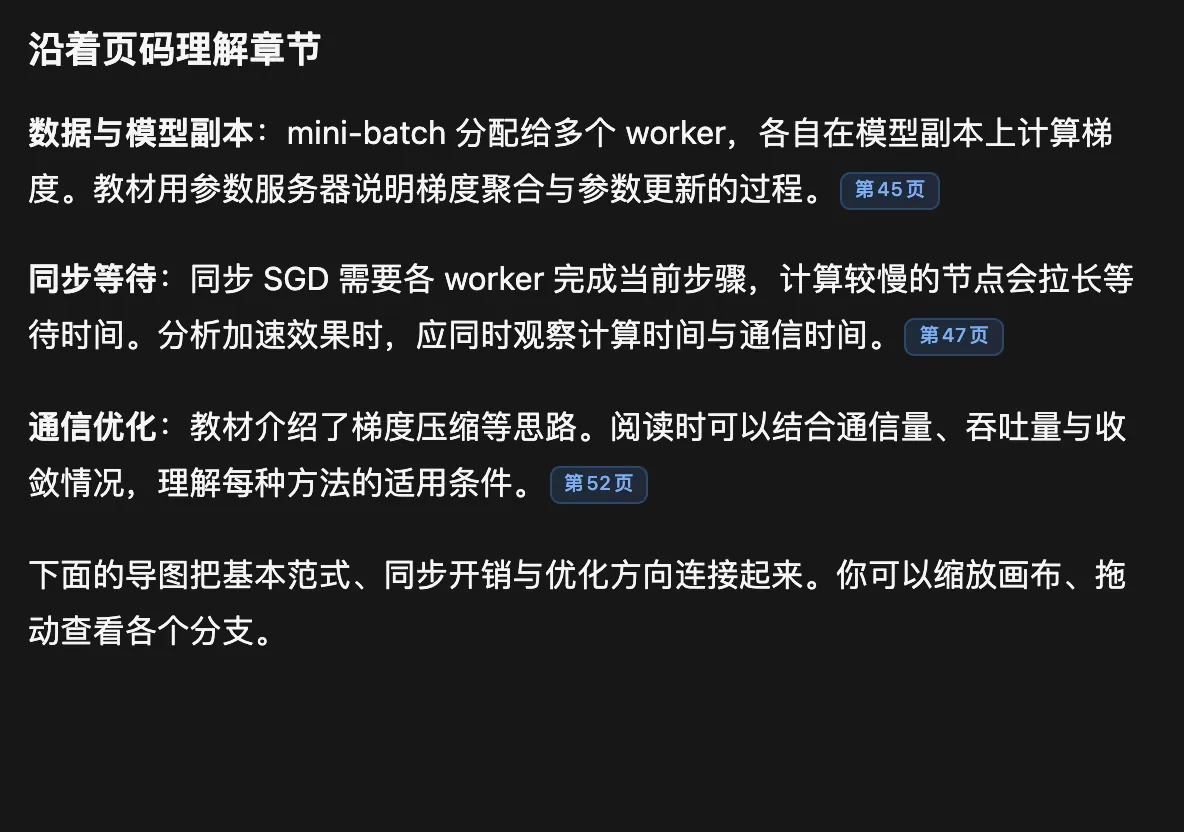 沿着页码理解章节
数据与模型副本：mini-batch 分配给多个 worker，各自在模型副本上计算梯
度。教材用参数服务器说明梯度聚合与参数更新的过程。 第45页
同步等待：同步 SGD 需要各 worker 完成当前步骤，计算较慢的节点会拉长等
待时间。分析加速效果时，应同时观察计算时间与通信时间。 第47页
通信优化：教材介绍了梯度压缩等思路。阅读时可以结合通信量、吞吐量与收
敛情况，理解每种方法的适用条件。 第52页
下面的导图把基本范式、同步开销与优化方向连接起来。你可以缩放画布、拖
动查看各个分支。